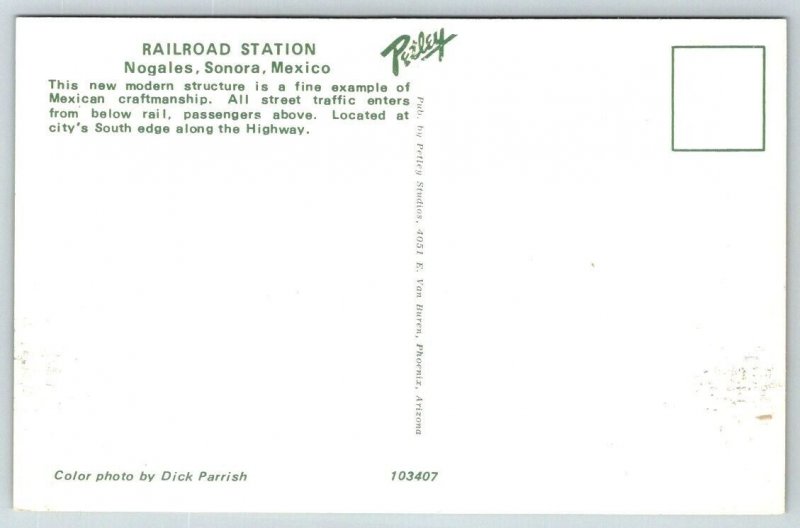 RAILROAD STATION
Nogales, Sonora, Mexico
This new modern structure is a fine example of
Mexican craftmanship. All street traffic enters
from below rail, passengers above. Located at
city's South edge along the Highway.
Petley
Pub. by Petley Studios, 4051 E. Van Buren, Phoenix, Arizona
Color photo by Dick Parrish
103407